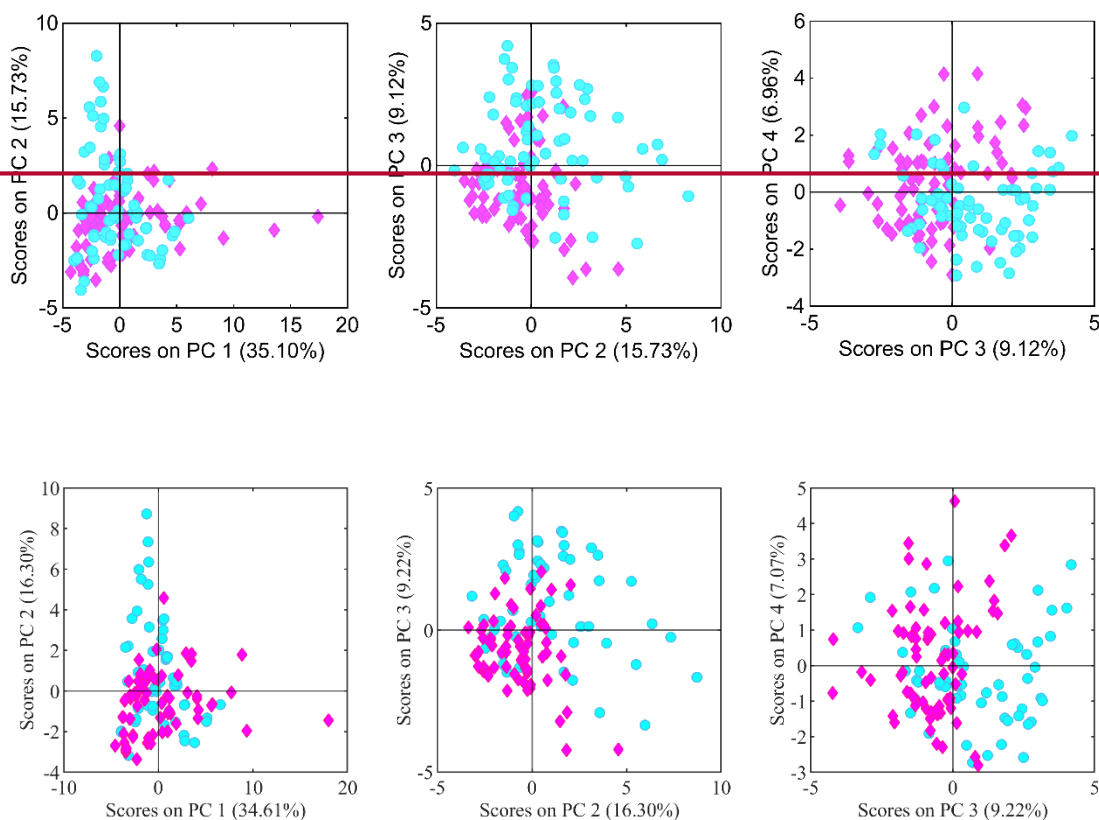 10
5
0
-5
Scores on PC 2 (15.73%)
-5 0 5 10 15 20
Scores on PC 1 (35.10%)
5
0
-5
Scores on PC 3 (9.12%)
-5 0 5 10
Scores on PC 2 (15.73%)
6
4
2
0
-2
-4
Scores on PC 4 (6.96%)
-5 0 5
Scores on PC 3 (9.12%)
10
8
6
4
2
0
-2
-4
Scores on PC 2 (16.30%)
-10 0 10 20
Scores on PC 1 (34.61%)
5
0
-5
Scores on PC 3 (9.22%)
-5 0 5 10
Scores on PC 2 (16.30%)
5
4
3
2
1
0
-1
-2
-3
Scores on PC 4 (7.07%)
-5 0 5
Scores on PC 3 (9.22%)